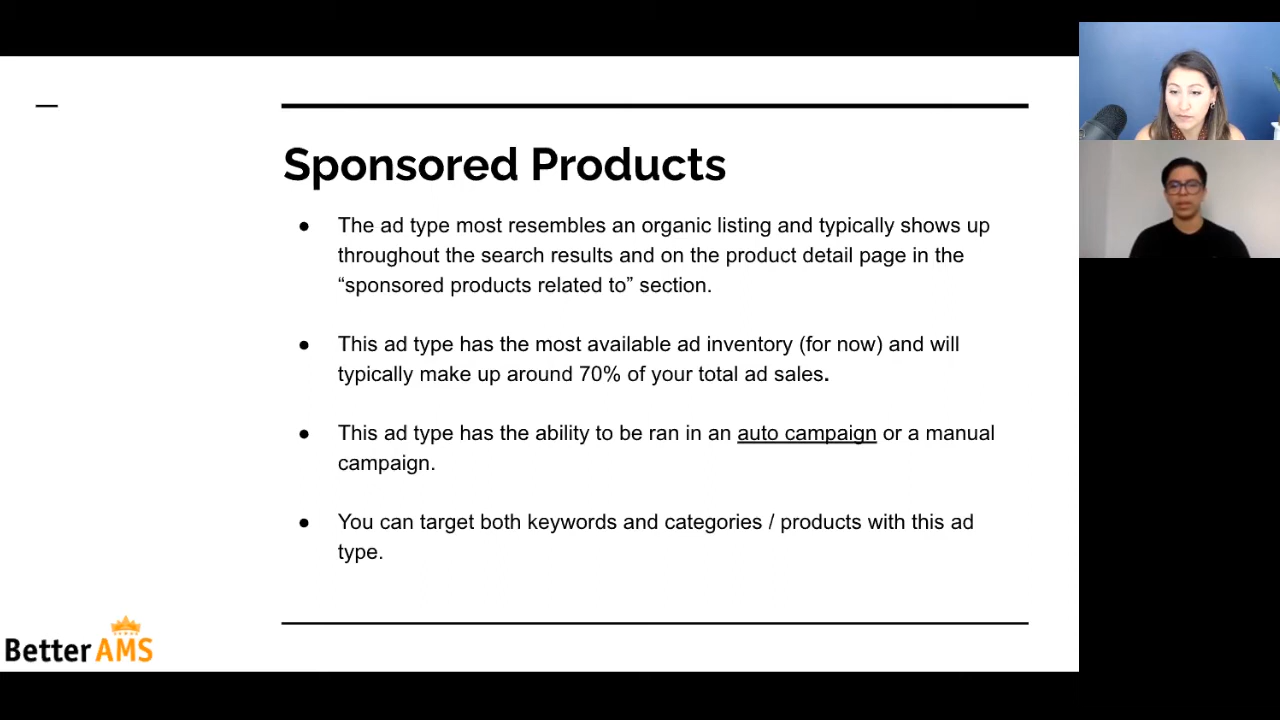 Sponsored Products
● The ad type most resembles an organic listing and typically shows up
throughout the search results and on the product detail page in the
“sponsored products related to” section.
● This ad type has the most available ad inventory (for now) and will
typically make up around 70% of your total ad sales.
● This ad type has the ability to be ran in an auto campaign or a manual
campaign.
● You can target both keywords and categories / products with this ad
type.
BetterAMS